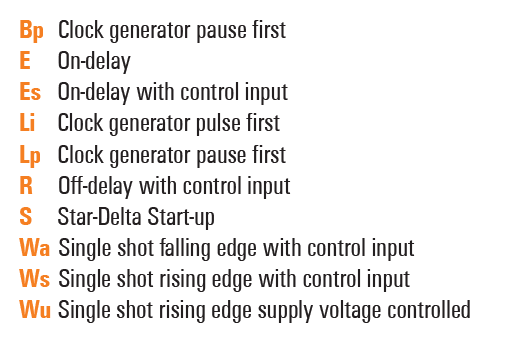 Bp Clock generator pause first
E On-delay
Es On-delay with control input
Li Clock generator pulse first
Lp Clock generator pause first
R Off-delay with control input
S Star-Delta Start-up
Wa Single shot falling edge with control input
Ws Single shot rising edge with control input
Wu Single shot rising edge supply voltage controlled